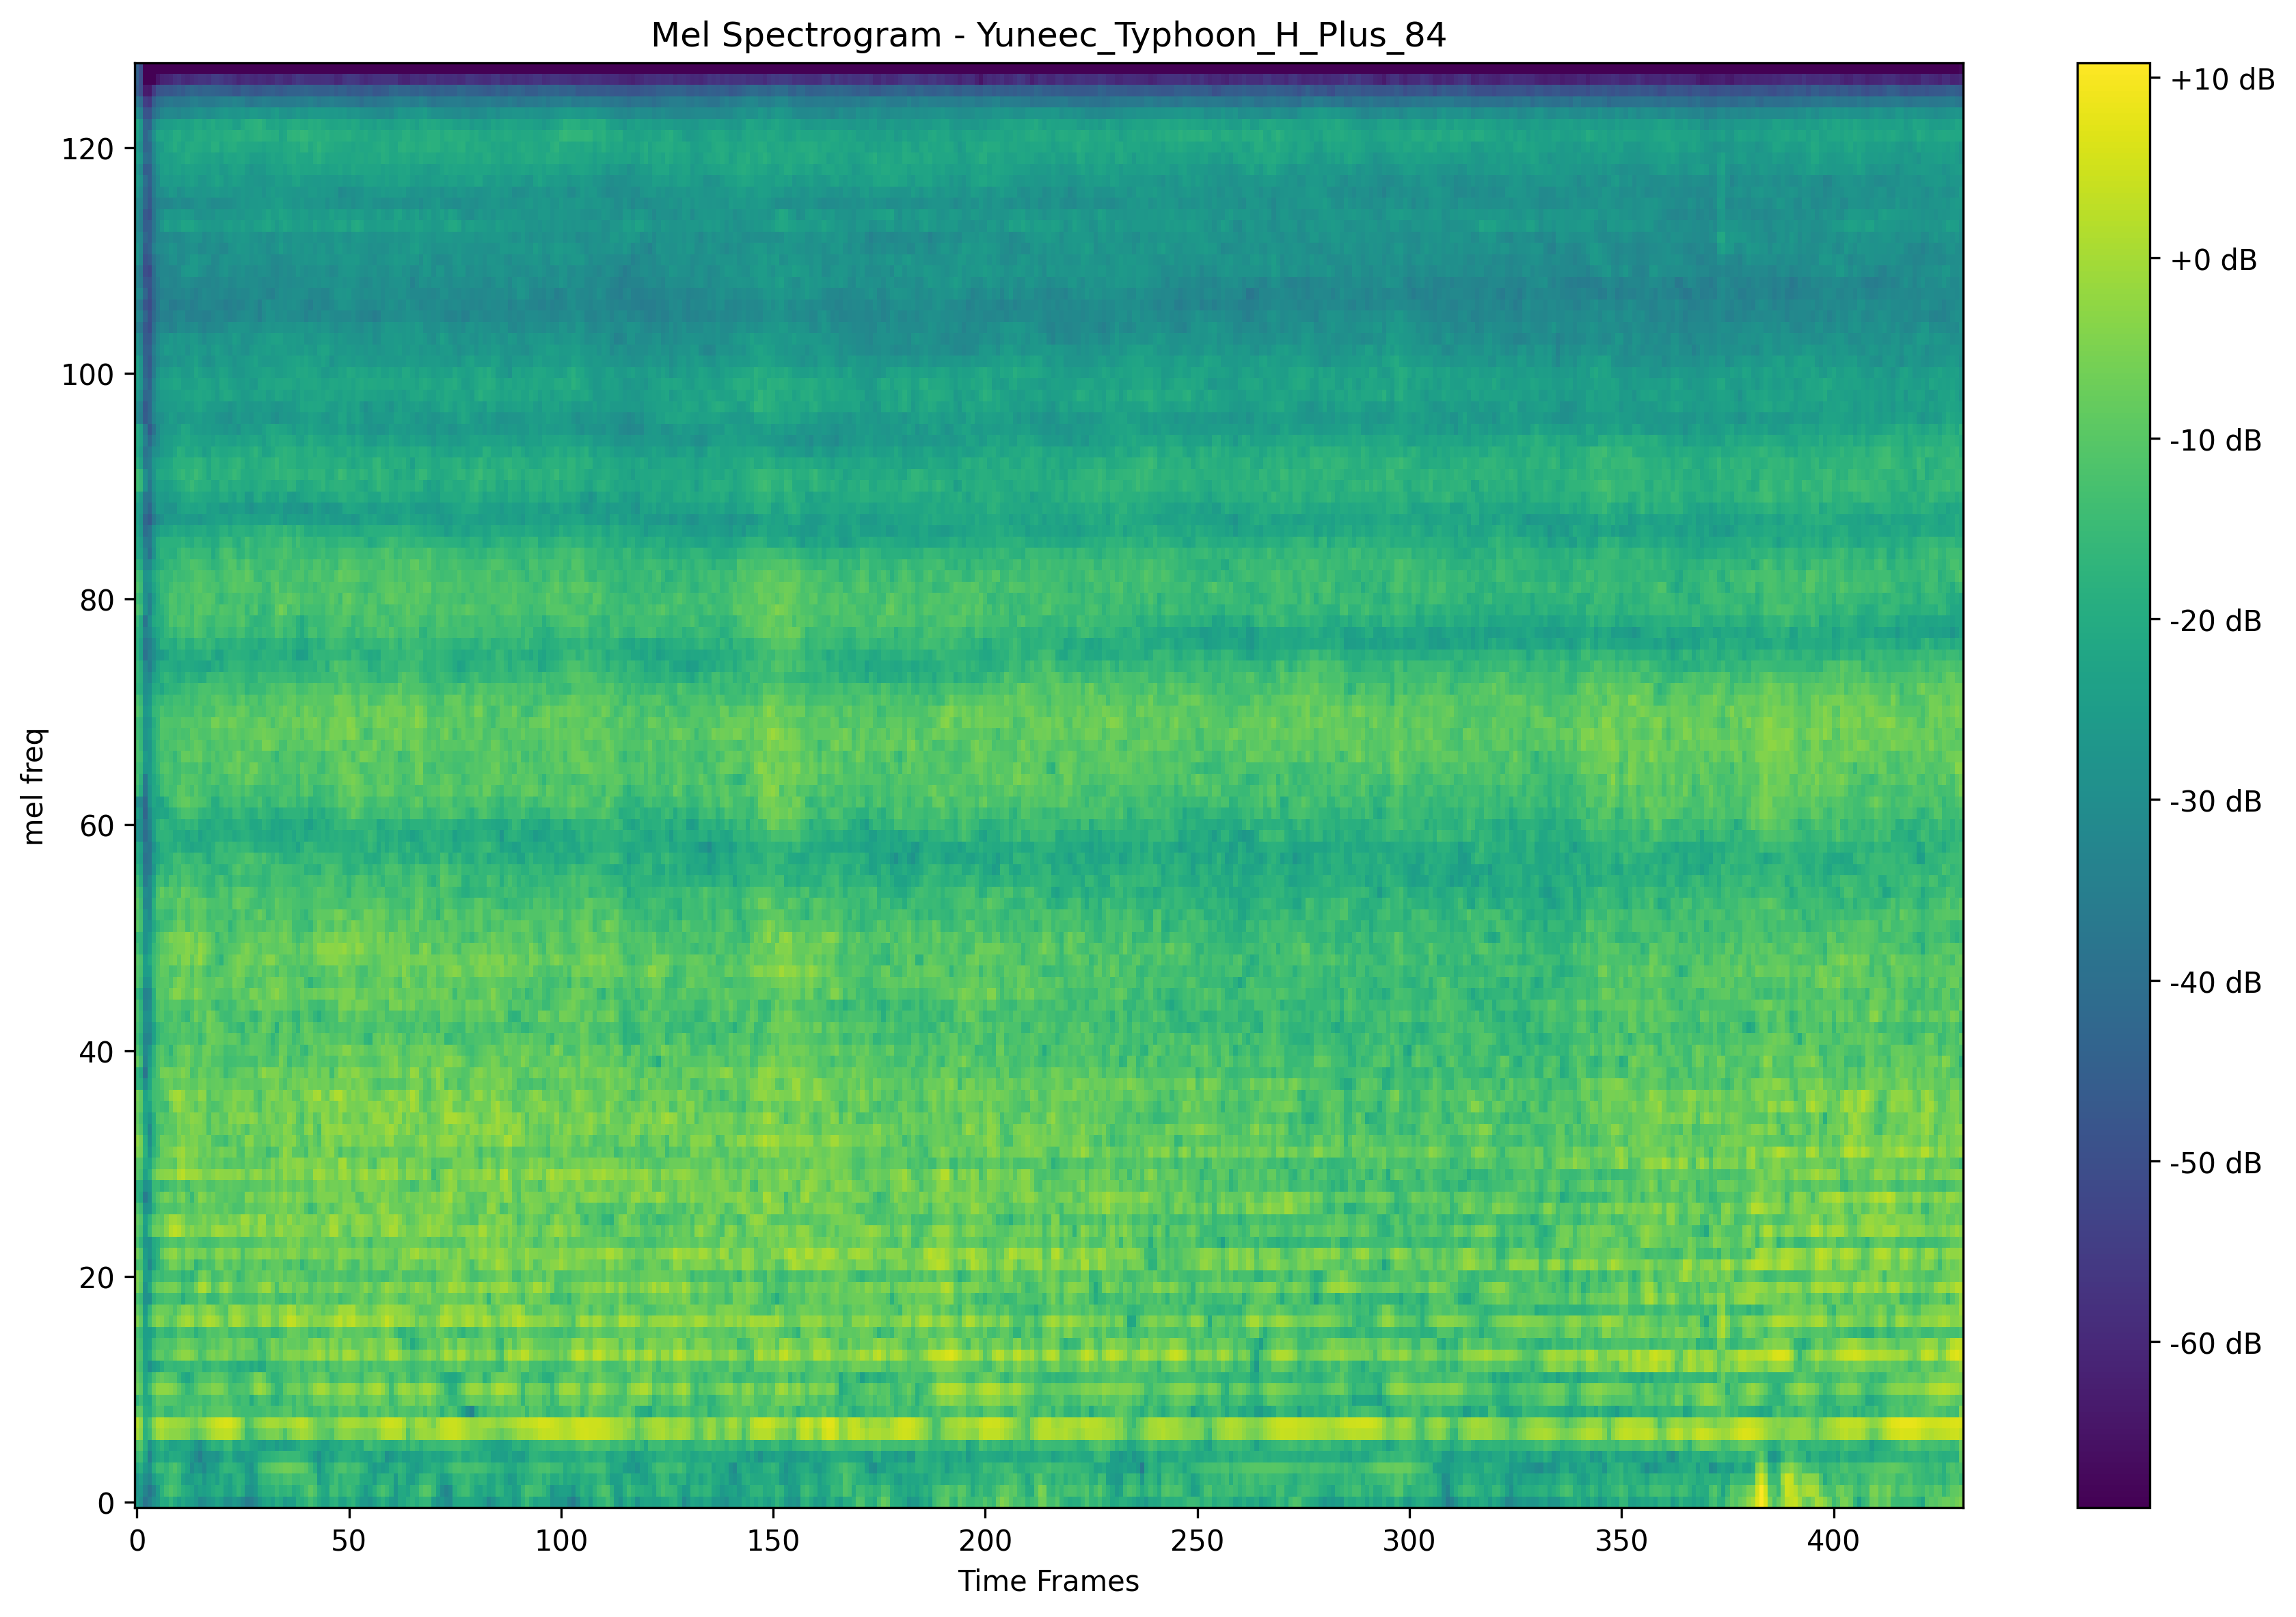 Mel Spectrogram - Yuneec_Typhoon_H_Plus_84
mel freq
120
100
80
60
40
20
0
0 50 100 150 200 250 300 350 400
Time Frames
+10 dB
+0 dB
-10 dB
-20 dB
-30 dB
-40 dB
-50 dB
-60 dB